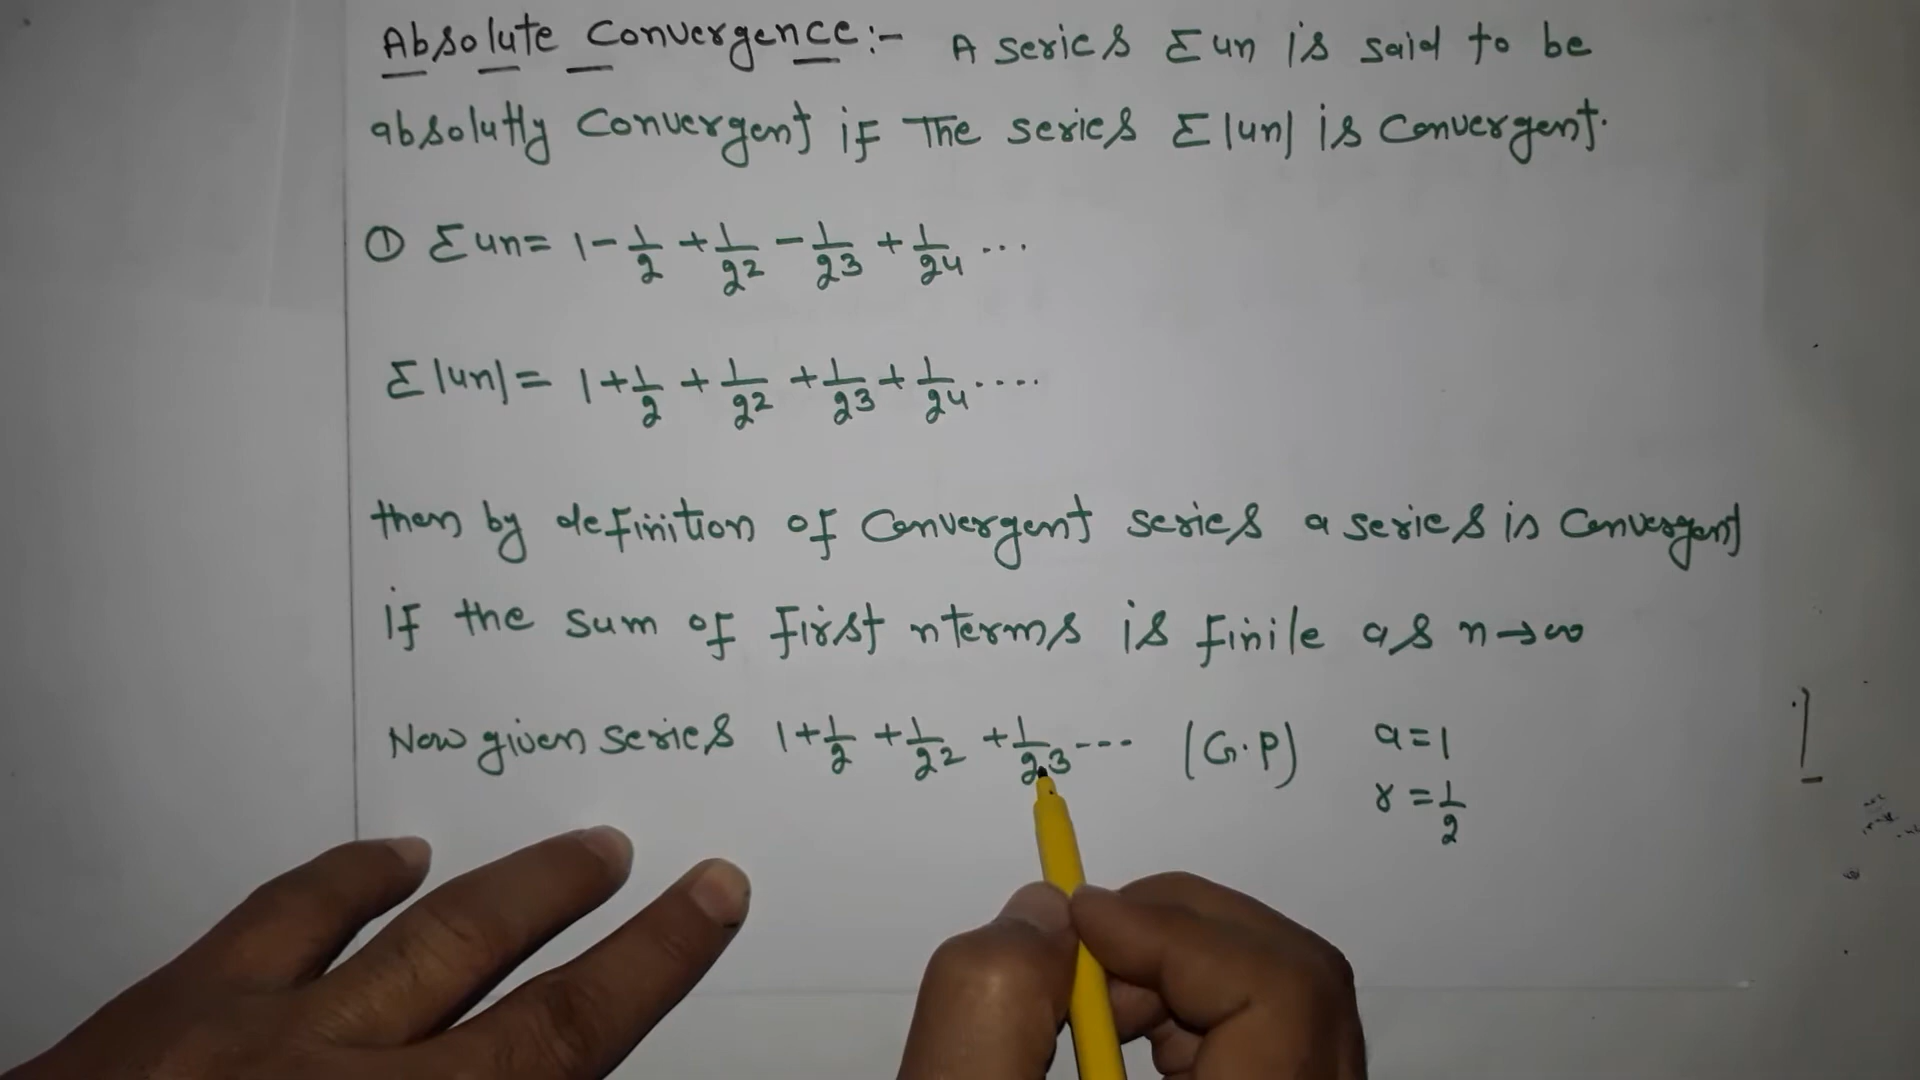 Absolute Convergence:- A series Σun is said to be
absolutly Convergent if The series Σ|un| is Convergent.
① Σun = 1 - 1/2 + 1/2² - 1/2³ + 1/2⁴ ...
Σ|un| = 1 + 1/2 + 1/2² + 1/2³ + 1/2⁴ ....
then by definition of Convergent series a series is Convergent
if the sum of first n terms is finite as n→∞
Now given series 1 + 1/2 + 1/2² + 1/2³ --- (G.P) a = 1
r = 1/2